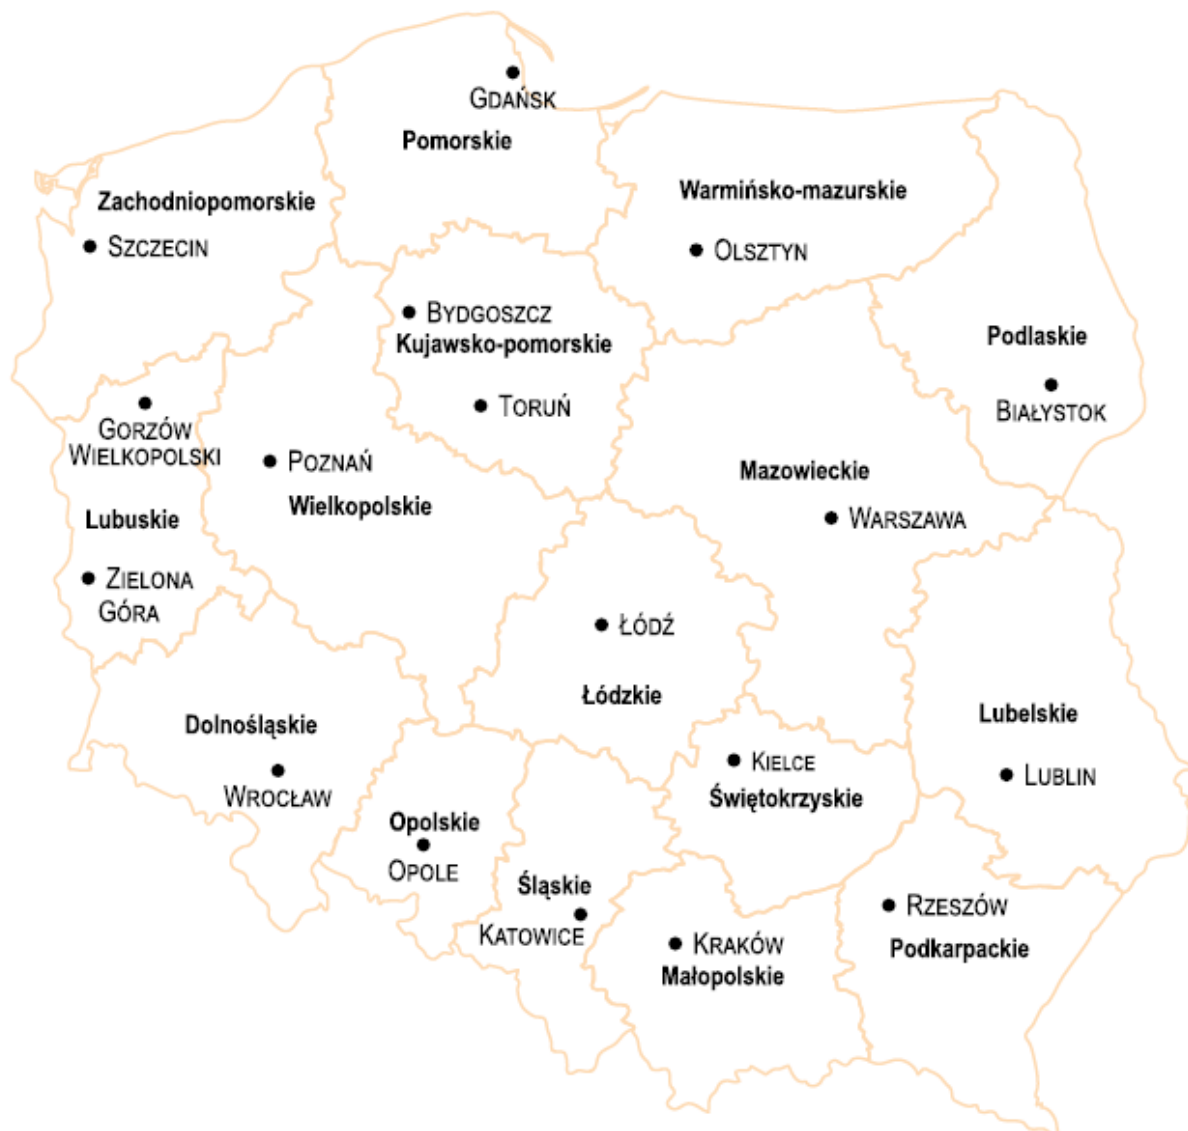 GDAŃSK
Pomorskie
Warmińsko-mazurskie
Zachodniopomorskie
SZCZECIN
OLSZTYN
BYDGOSZCZ
Kujawsko-pomorskie
Podlaskie
TORUŃ
BIAŁYSTOK
GORZÓW
WIELKOPOLSKI
POZNAŃ
Mazowieckie
Wielkopolskie
Lubuskie
WARSZAWA
ZIELONA
GÓRA
ŁÓDŹ
Łódzkie
Lubelskie
Dolnośląskie
KIELCE
LUBLIN
WROCŁAW
Świętokrzyskie
Opolskie
OPOLE
Śląskie
RZESZÓW
KATOWICE
KRAKÓW
Podkarpackie
Małopolskie